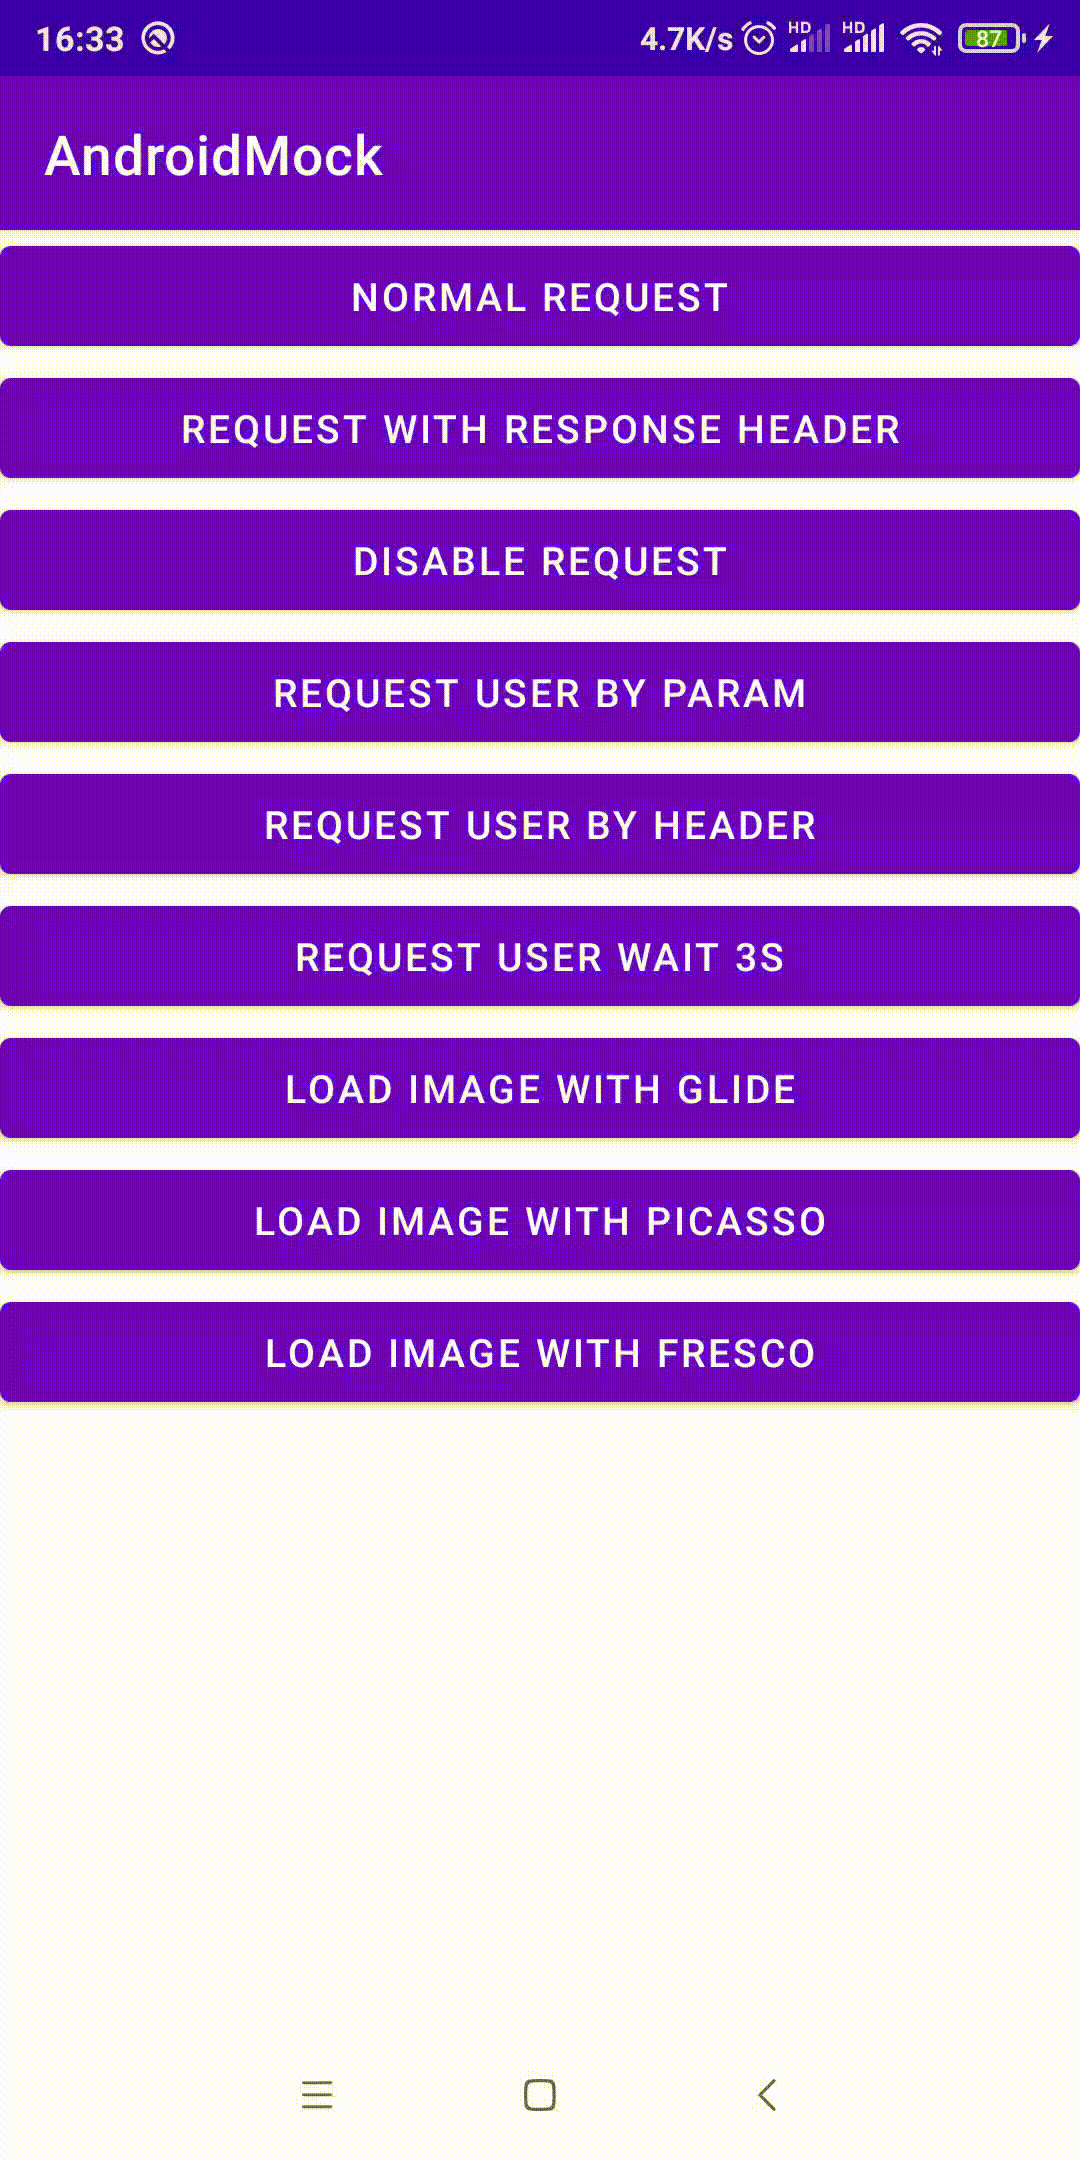 16:33 4.7K/s HD HD 87
AndroidMock
NORMAL REQUEST
REQUEST WITH RESPONSE HEADER
DISABLE REQUEST
REQUEST USER BY PARAM
REQUEST USER BY HEADER
REQUEST USER WAIT 3S
LOAD IMAGE WITH GLIDE
LOAD IMAGE WITH PICASSO
LOAD IMAGE WITH FRESCO